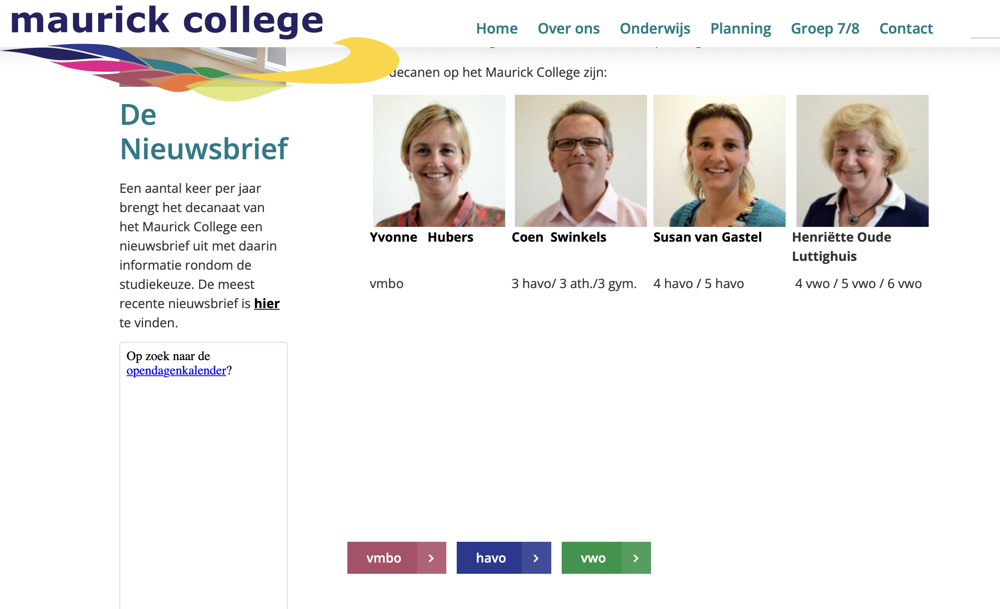 maurick college
Home Over ons Onderwijs Planning Groep 7/8 Contact
decanen op het Maurick College zijn:
De
Nieuwsbrief
Een aantal keer per jaar
brengt het decanaat van
het Maurick College een
nieuwsbrief uit met daarin
informatie rondom de
studiekeuze. De meest
recente nieuwsbrief is hier
te vinden.
Op zoek naar de
opendagenkalender?
Yvonne Hubers
vmbo
Coen Swinkels
3 havo/ 3 ath./3 gym.
Susan van Gastel
4 havo / 5 havo
Henriëtte Oude
Luttighuis
4 vwo / 5 vwo / 6 vwo
vmbo
havo
vwo